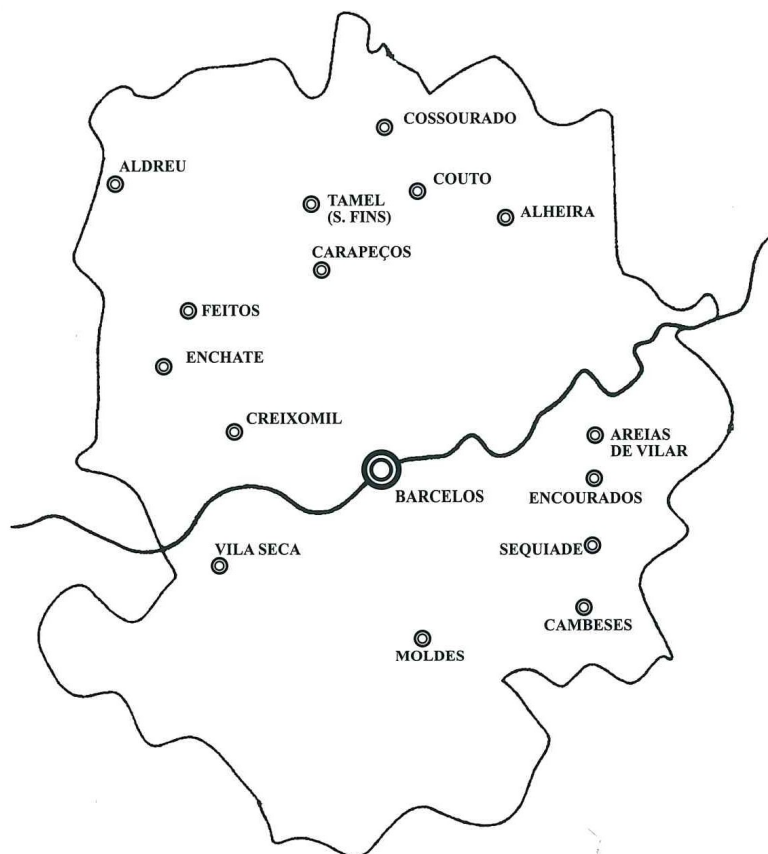 COSSOURADO
ALDREU
COUTO
TAMEL
(S. FINS)
ALHEIRA
CARAPEÇOS
FEITOS
ENCHATE
CREIXOMIL
AREIAS
DE VILAR
BARCELOS
ENCOURADOS
VILA SECA
SEQUIADE
CAMBESES
MOLDES